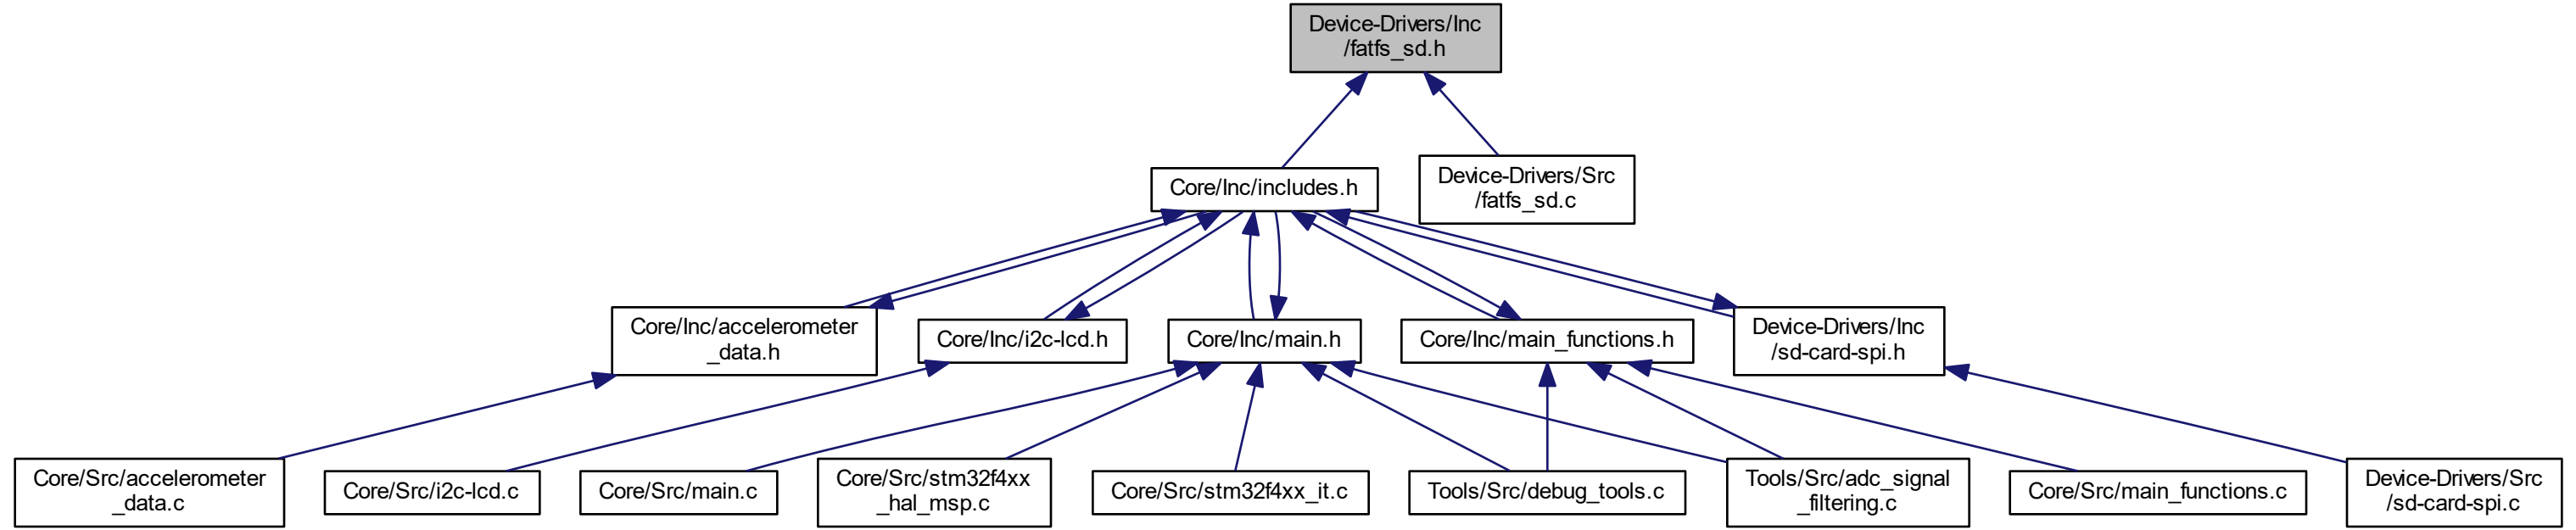 Device-Drivers/Inc
/fatfs_sd.h
Core/Inc/includes.h
Device-Drivers/Src
/fatfs_sd.c
Core/Inc/accelerometer
_data.h
Core/Inc/i2c-lcd.h
Core/Inc/main.h
Core/Inc/main_functions.h
Device-Drivers/Inc
/sd-card-spi.h
Core/Src/accelerometer
_data.c
Core/Src/i2c-lcd.c
Core/Src/main.c
Core/Src/stm32f4xx
_hal_msp.c
Core/Src/stm32f4xx_it.c
Tools/Src/debug_tools.c
Tools/Src/adc_signal
_filtering.c
Core/Src/main_functions.c
Device-Drivers/Src
/sd-card-spi.c